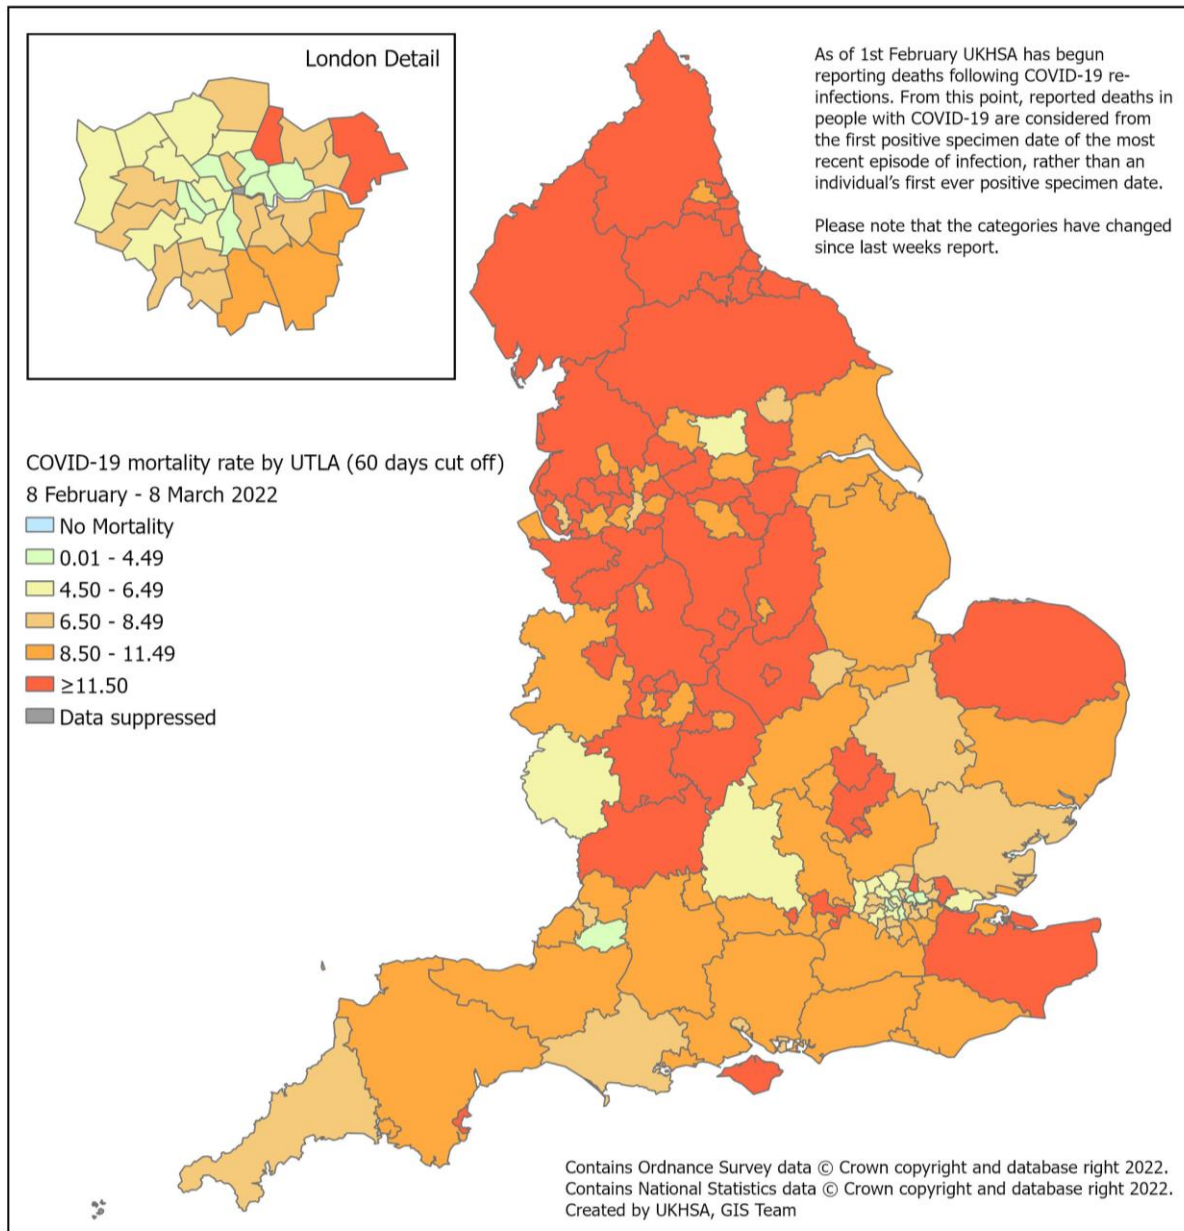 London Detail
As of 1st February UKHSA has begun
reporting deaths following COVID-19 re-
infections. From this point, reported deaths in
people with COVID-19 are considered from
the first positive specimen date of the most
recent episode of infection, rather than an
individual's first ever positive specimen date.
Please note that the categories have changed
since last weeks report.
COVID-19 mortality rate by UTLA (60 days cut off)
8 February - 8 March 2022
No Mortality
0.01 - 4.49
4.50 - 6.49
6.50 - 8.49
8.50 - 11.49
≥11.50
Data suppressed
Contains Ordnance Survey data © Crown copyright and database right 2022.
Contains National Statistics data © Crown copyright and database right 2022.
Created by UKHSA, GIS Team